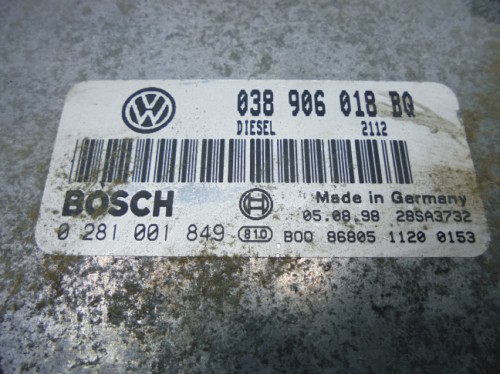 038 906 018 BQ
DIESEL 2112
BOSCH Made in Germany
05.08.98 28SA3732
0 281 001 849 810 B00 86805 1120 0153